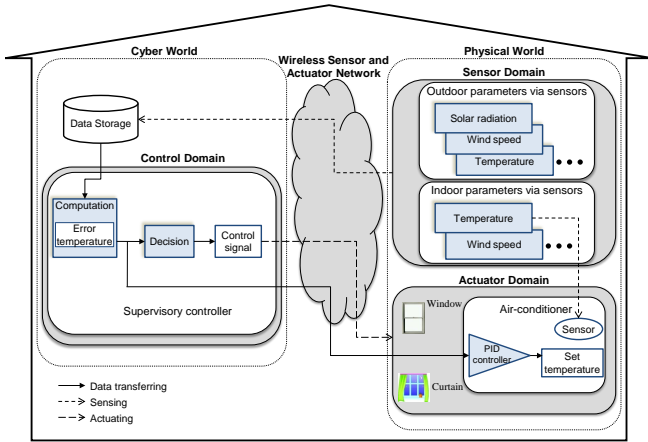 Cyber World
Wireless Sensor and
Actuator Network
Physical World
Sensor Domain
Outdoor parameters via sensors
Solar radiation
Wind speed
Temperature
Data Storage
Control Domain
Computation
Error
temperature
Decision
Control
signal
Supervisory controller
Indoor parameters via sensors
Temperature
Wind speed
Actuator Domain
Window
Air-conditioner
Sensor
PID
controller
Set
temperature
Curtain
Data transferring
Sensing
Actuating